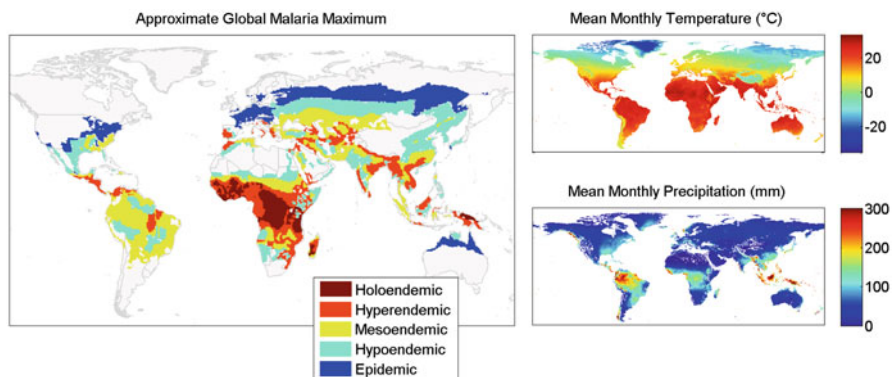 Approximate Global Malaria Maximum
Holoendemic
Hyperendemic
Mesoendemic
Hypoendemic
Epidemic
Mean Monthly Temperature (°C)
20
0
-20
Mean Monthly Precipitation (mm)
300
200
100
0